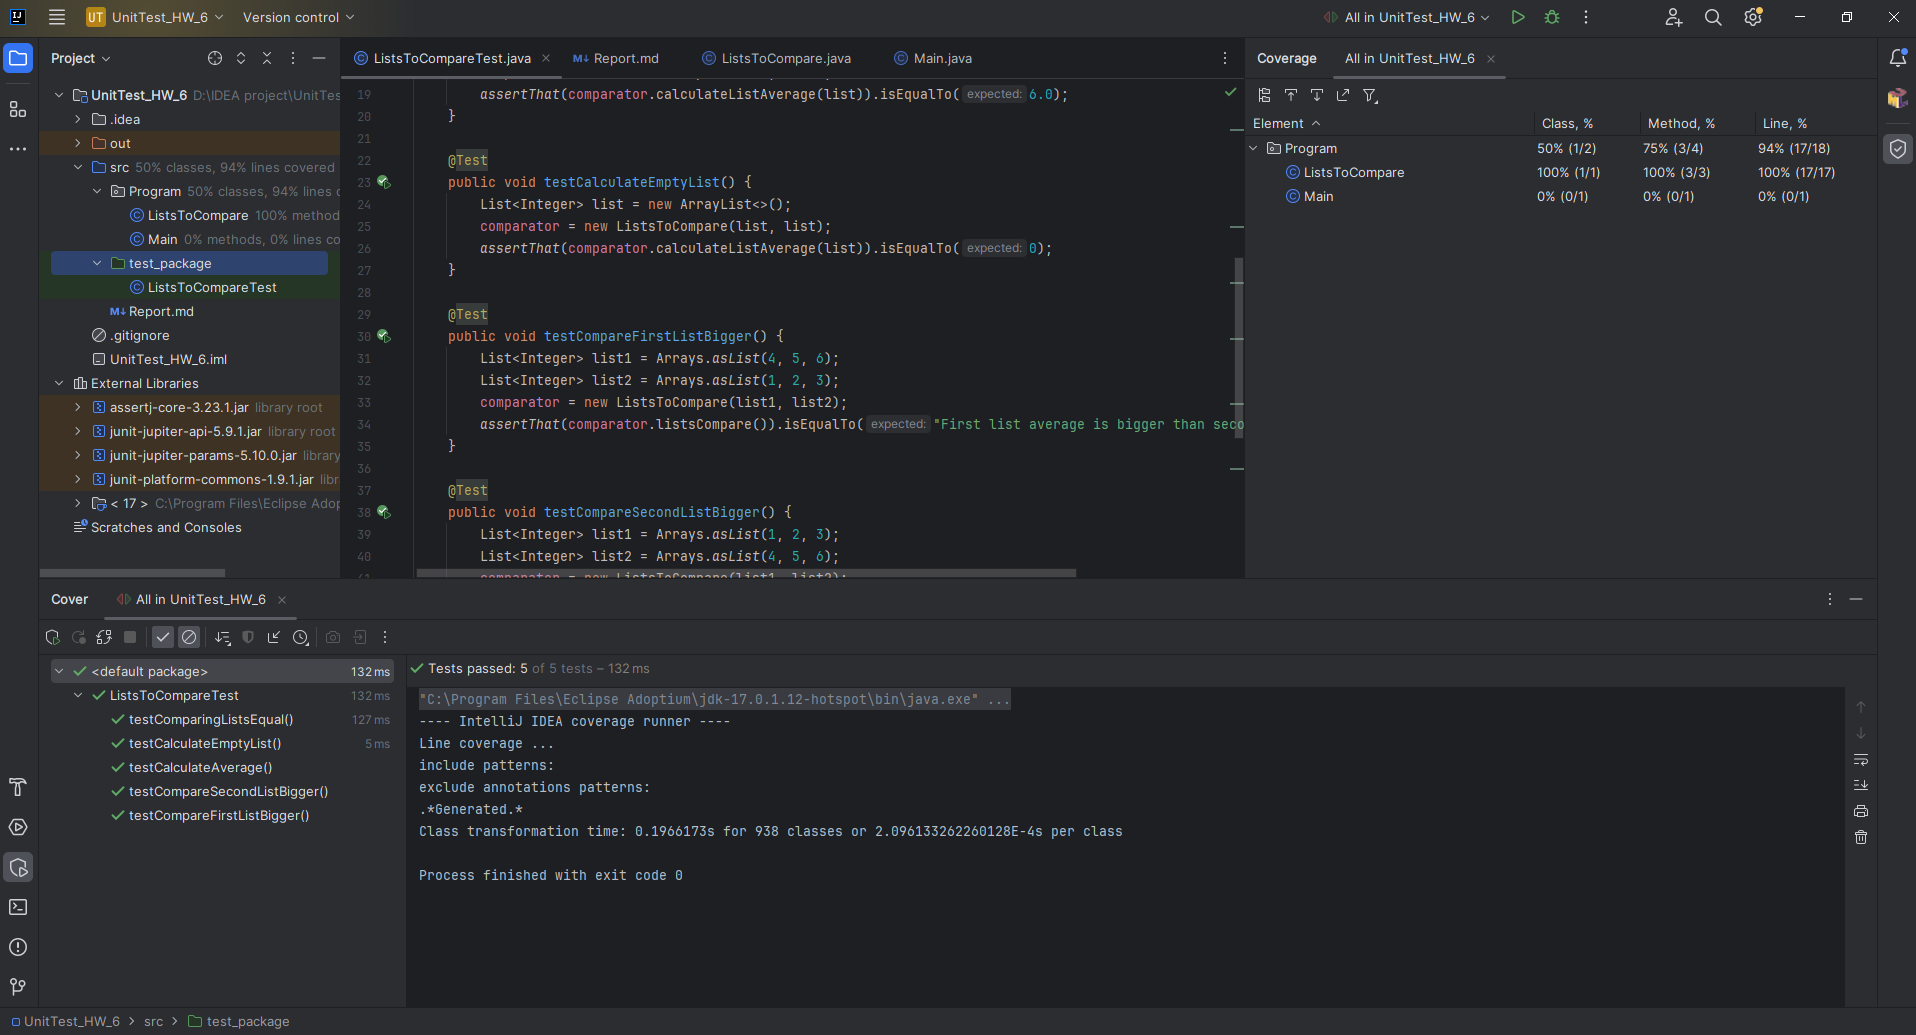 UT UnitTest_HW_6 Version control All in UnitTest_HW_6
Project
UnitTest_HW_6 D:\IDEA project\UnitTes
.idea
out
src 50% classes, 94% lines covered
Program 50% classes, 94% lines c
ListsToCompare 100% method
Main 0% methods, 0% lines co
test_package
ListsToCompareTest
M↓ Report.md
.gitignore
UnitTest_HW_6.iml
External Libraries
assertj-core-3.23.1.jar library root
junit-jupiter-api-5.9.1.jar library root
junit-jupiter-params-5.10.0.jar library
junit-platform-commons-1.9.1.jar libr
< 17 > C:\Program Files\Eclipse Adop
Scratches and Consoles
ListsToCompareTest.java M↓ Report.md ListsToCompare.java Main.java
19 assertThat(comparator.calculateListAverage(list)).isEqualTo( expected: 6.0);
20 }
21
22 @Test
23 public void testCalculateEmptyList() {
24 List<Integer> list = new ArrayList<>();
25 comparator = new ListsToCompare(list, list);
26 assertThat(comparator.calculateListAverage(list)).isEqualTo( expected: 0);
27 }
28
29 @Test
30 public void testCompareFirstListBigger() {
31 List<Integer> list1 = Arrays.asList(4, 5, 6);
32 List<Integer> list2 = Arrays.asList(1, 2, 3);
33 comparator = new ListsToCompare(list1, list2);
34 assertThat(comparator.listsCompare()).isEqualTo( expected: "First list average is bigger than seco
35 }
36
37 @Test
38 public void testCompareSecondListBigger() {
39 List<Integer> list1 = Arrays.asList(1, 2, 3);
40 List<Integer> list2 = Arrays.asList(4, 5, 6);
41 comparator = new ListsToCompare(list1, list2);
Coverage All in UnitTest_HW_6
Element Class, % Method, % Line, %
Program 50% (1/2) 75% (3/4) 94% (17/18)
ListsToCompare 100% (1/1) 100% (3/3) 100% (17/17)
Main 0% (0/1) 0% (0/1) 0% (0/1)
Cover All in UnitTest_HW_6
<default package> 132 ms
ListsToCompareTest 132 ms
testComparingListsEqual() 127 ms
testCalculateEmptyList() 5 ms
testCalculateAverage()
testCompareSecondListBigger()
testCompareFirstListBigger()
Tests passed: 5 of 5 tests – 132 ms
"C:\Program Files\Eclipse Adoptium\jdk-17.0.1.12-hotspot\bin\java.exe" ...
---- IntelliJ IDEA coverage runner ----
Line coverage ...
include patterns:
exclude annotations patterns:
.*Generated.*
Class transformation time: 0.1966173s for 938 classes or 2.096133262260128E-4s per class
Process finished with exit code 0
UnitTest_HW_6 > src > test_package